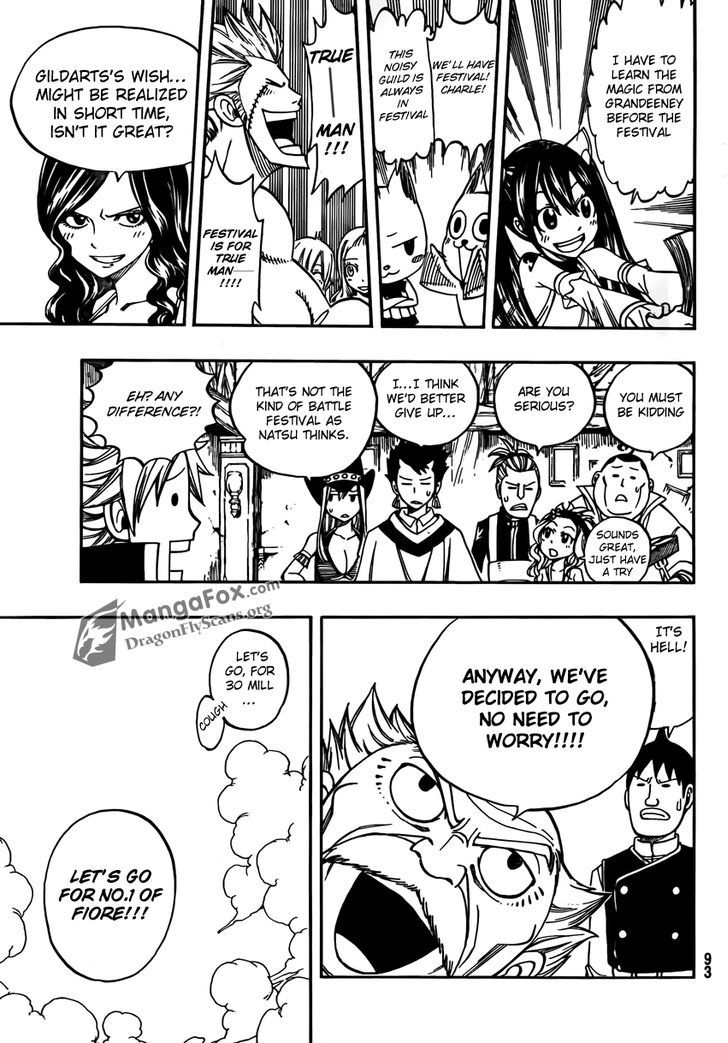 I HAVE TO
LEARN THE
MAGIC FROM
GRANDEENEY
BEFORE THE
FESTIVAL
WE'LL HAVE
FESTIVAL!
CHARLE!
THIS
NOISY
GUILD IS
ALWAYS
IN
FESTIVAL
TRUE
—
MAN
!!!
FESTIVAL
IS FOR
TRUE
MAN—
!!!!
GILDARTS'S WISH...
MIGHT BE REALIZED
IN SHORT TIME,
ISN'T IT GREAT?
YOU MUST
BE KIDDING
SOUNDS
GREAT,
JUST HAVE
A TRY
ARE YOU
SERIOUS?
I...I THINK
WE'D BETTER
GIVE UP...
THAT'S NOT THE
KIND OF BATTLE
FESTIVAL AS
NATSU THINKS.
EH? ANY
DIFFERENCE?!
IT'S
HELL!
ANYWAY, WE'VE
DECIDED TO GO,
NO NEED TO
WORRY!!!!
LET'S
GO, FOR
30 MILL
...
COUGH
LET'S GO
FOR NO.1 OF
FIORE!!!
MangaFox.com
DragonFlyScans.org
93